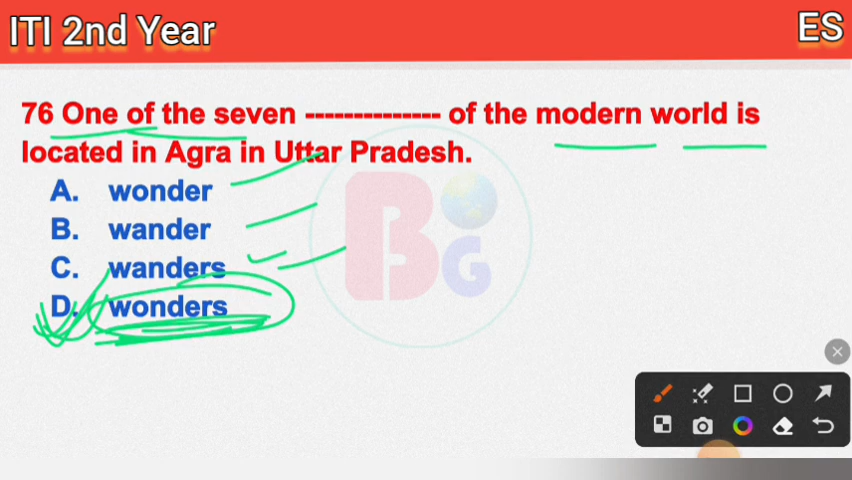 ITI 2nd Year
ES
76 One of the seven -------------- of the modern world is
located in Agra in Uttar Pradesh.
A. wonder
B. wander
C. wanders
D. wonders
B
G